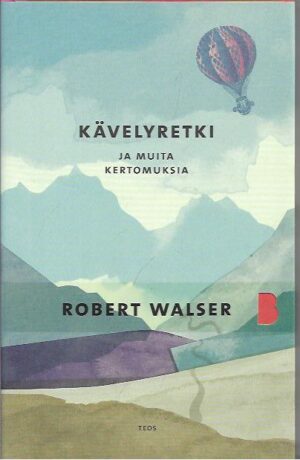 KÄVELYRETKI
JA MUITA
KERTOMUKSIA
ROBERT WALSER
B
TEOS